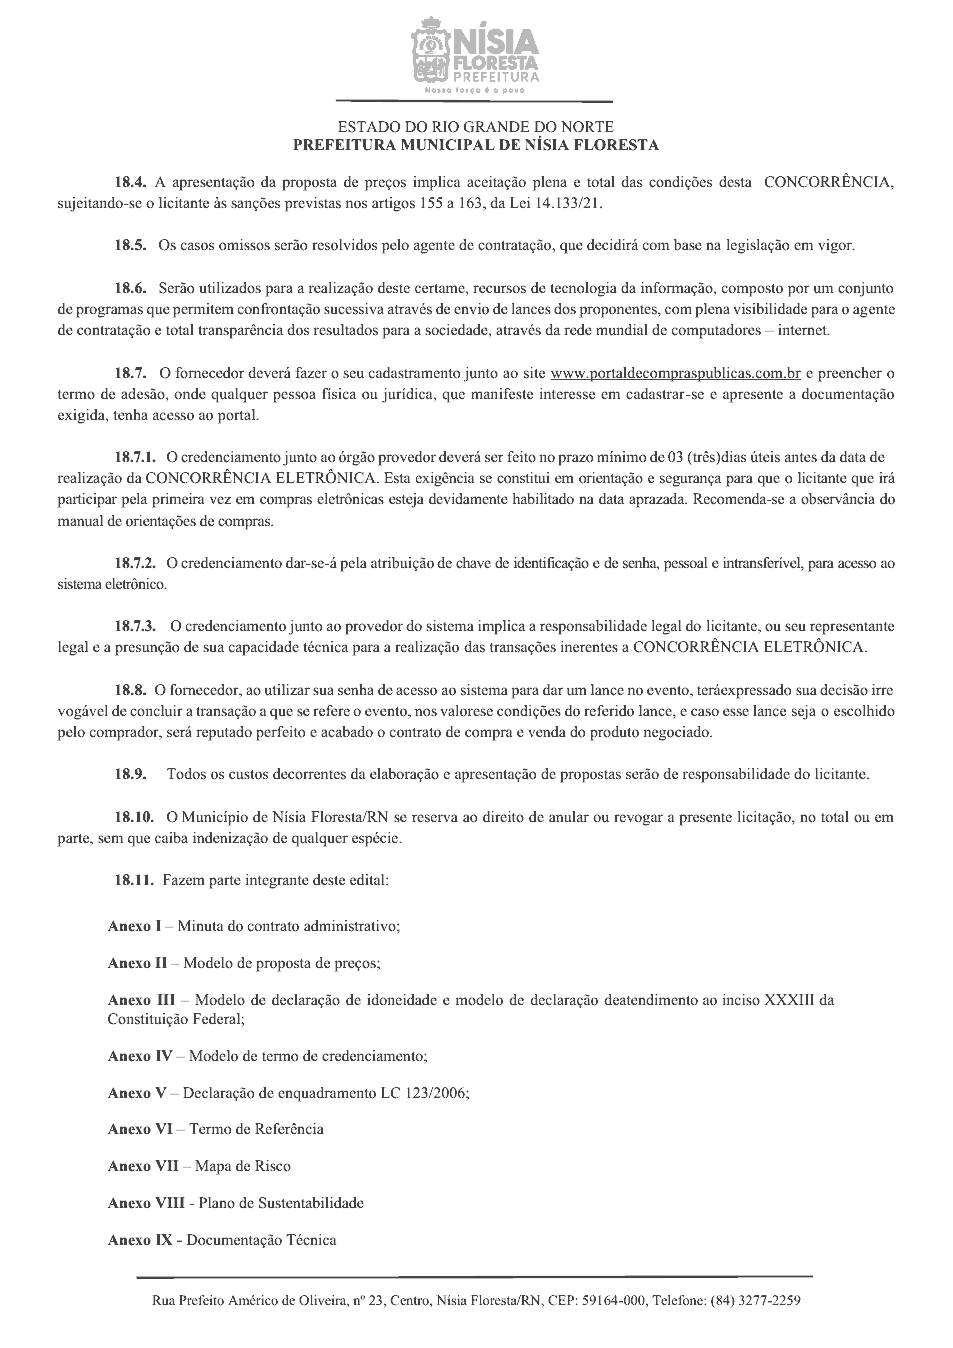 NÍSIA
FLORESTA
PREFEITURA
Nossa força é o povo
ESTADO DO RIO GRANDE DO NORTE
PREFEITURA MUNICIPAL DE NÍSIA FLORESTA
18.4. A apresentação da proposta de preços implica aceitação plena e total das condições desta CONCORRÊNCIA,
sujeitando-se o licitante às sanções previstas nos artigos 155 a 163, da Lei 14.133/21.
18.5. Os casos omissos serão resolvidos pelo agente de contratação, que decidirá com base na legislação em vigor.
18.6. Serão utilizados para a realização deste certame, recursos de tecnologia da informação, composto por um conjunto
de programas que permitem confrontação sucessiva através de envio de lances dos proponentes, com plena visibilidade para o agente
de contratação e total transparência dos resultados para a sociedade, através da rede mundial de computadores – internet.
18.7. O fornecedor deverá fazer o seu cadastramento junto ao site www.portaldecompraspublicas.com.br e preencher o
termo de adesão, onde qualquer pessoa física ou jurídica, que manifeste interesse em cadastrar-se e apresente a documentação
exigida, tenha acesso ao portal.
18.7.1. O credenciamento junto ao órgão provedor deverá ser feito no prazo mínimo de 03 (três)dias úteis antes da data de
realização da CONCORRÊNCIA ELETRÔNICA. Esta exigência se constitui em orientação e segurança para que o licitante que irá
participar pela primeira vez em compras eletrônicas esteja devidamente habilitado na data aprazada. Recomenda-se a observância do
manual de orientações de compras.
18.7.2. O credenciamento dar-se-á pela atribuição de chave de identificação e de senha, pessoal e intransferível, para acesso ao
sistema eletrônico.
18.7.3. O credenciamento junto ao provedor do sistema implica a responsabilidade legal do licitante, ou seu representante
legal e a presunção de sua capacidade técnica para a realização das transações inerentes a CONCORRÊNCIA ELETRÔNICA.
18.8. O fornecedor, ao utilizar sua senha de acesso ao sistema para dar um lance no evento, teráexpressado sua decisão irre
vogável de concluir a transação a que se refere o evento, nos valorese condições do referido lance, e caso esse lance seja o escolhido
pelo comprador, será reputado perfeito e acabado o contrato de compra e venda do produto negociado.
18.9. Todos os custos decorrentes da elaboração e apresentação de propostas serão de responsabilidade do licitante.
18.10. O Município de Nísia Floresta/RN se reserva ao direito de anular ou revogar a presente licitação, no total ou em
parte, sem que caiba indenização de qualquer espécie.
18.11. Fazem parte integrante deste edital:
Anexo I – Minuta do contrato administrativo;
Anexo II – Modelo de proposta de preços;
Anexo III – Modelo de declaração de idoneidade e modelo de declaração deatendimento ao inciso XXXIII da
Constituição Federal;
Anexo IV – Modelo de termo de credenciamento;
Anexo V – Declaração de enquadramento LC 123/2006;
Anexo VI – Termo de Referência
Anexo VII – Mapa de Risco
Anexo VIII - Plano de Sustentabilidade
Anexo IX - Documentação Técnica
Rua Prefeito Américo de Oliveira, nº 23, Centro, Nísia Floresta/RN, CEP: 59164-000, Telefone: (84) 3277-2259